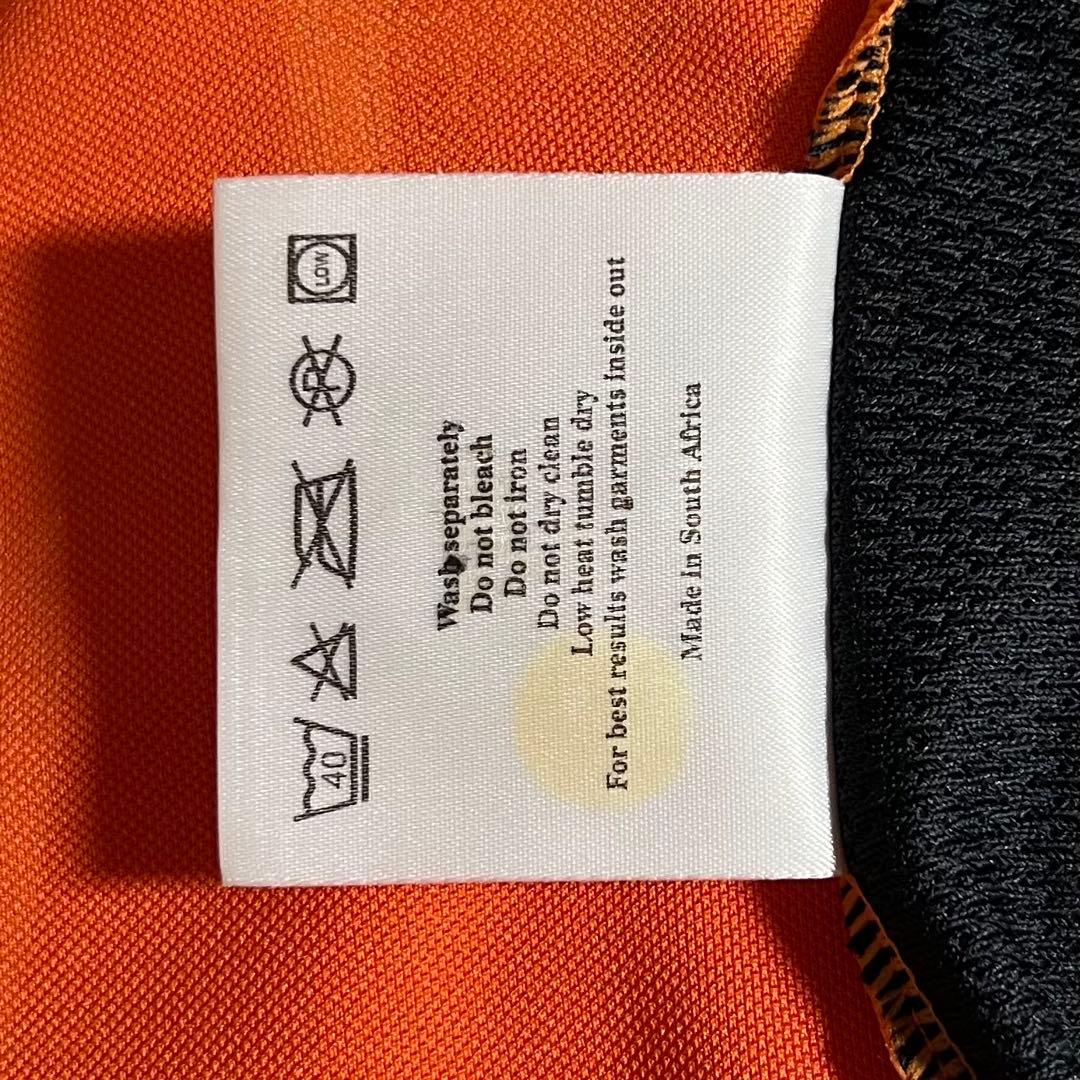 40 P LOW
Wash separately
Do not bleach
Do not iron
Do not dry clean
Low heat tumble dry
For best results wash garments inside out
Made in South Africa